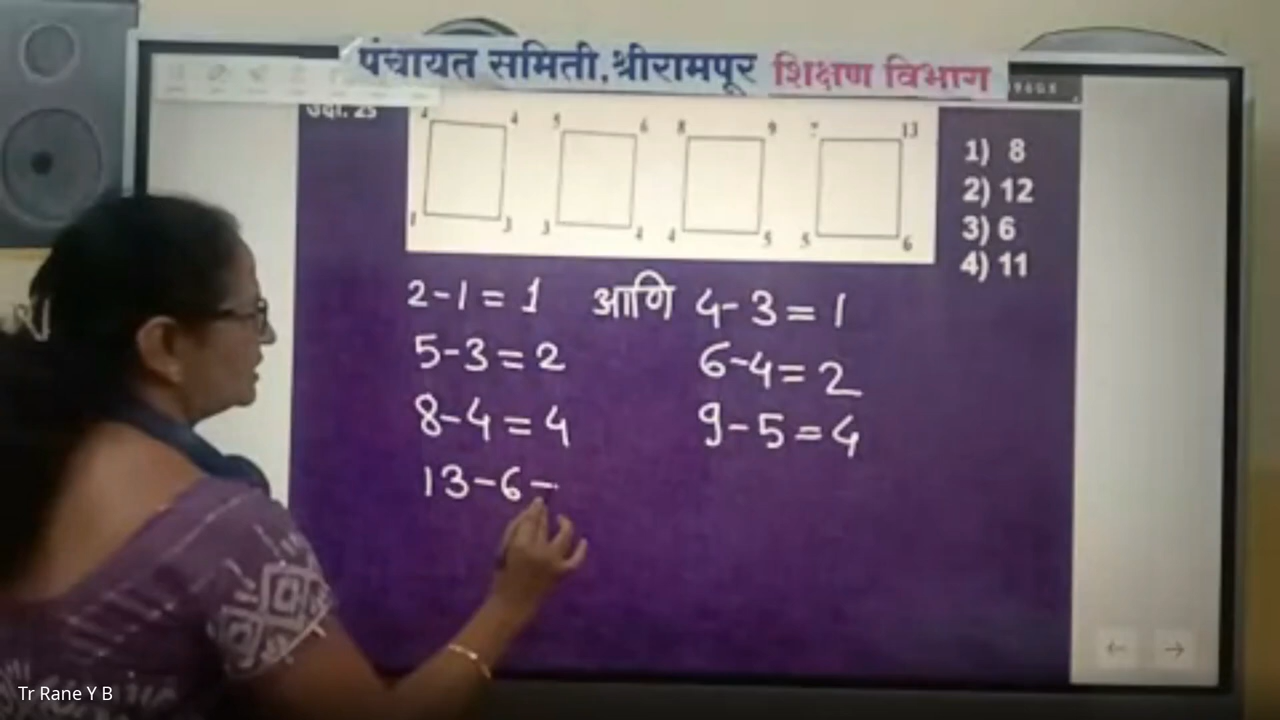 पंचायत समिती,श्रीरामपूर शिक्षण विभाग
उदा. 25
4 5 6 8 9 ? 13
1 3 3 4 4 5 5 6
1) 8
2) 12
3) 6
4) 11
2-1=1 आणि 4-3=1
5-3=2 6-4=2
8-4=4 9-5=4
13-6-
Tr Rane Y B